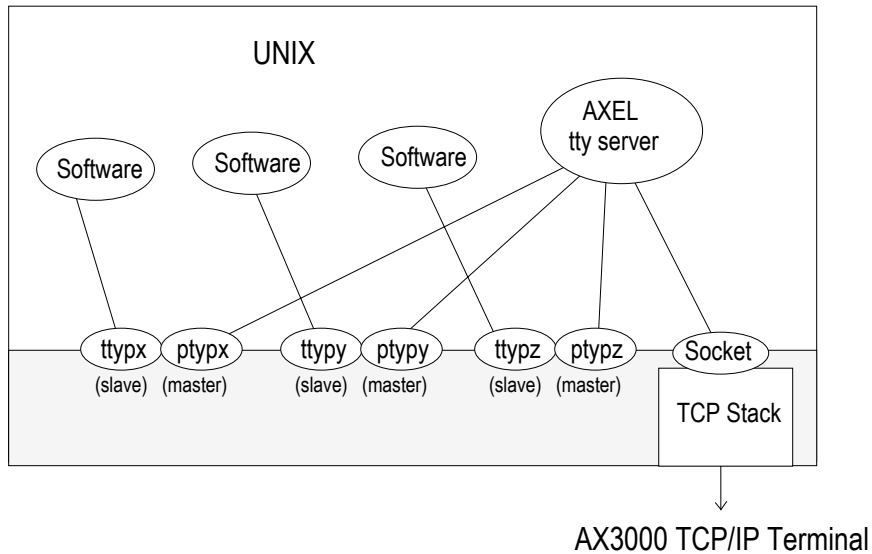 UNIX
AXEL
tty server
Software
Software
Software
ttypx
ptypx
ttypy
ptypy
ttypz
ptypz
Socket
(slave)
(master)
(slave)
(master)
(slave)
(master)
TCP Stack
AX3000 TCP/IP Terminal